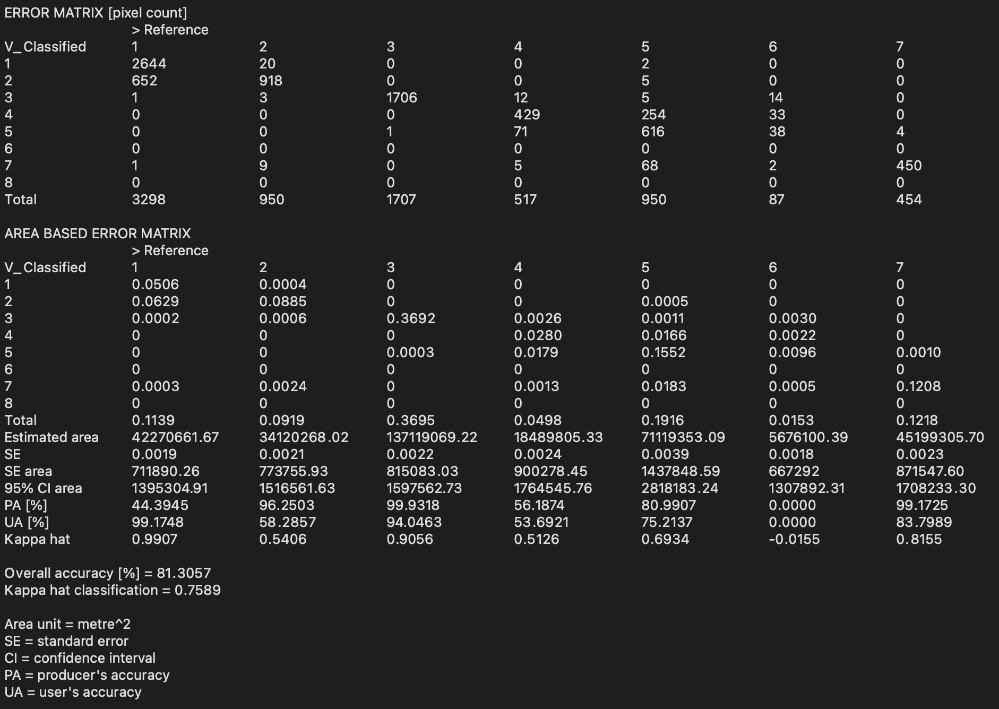 ERROR MATRIX [pixel count]
> Reference
V_Classified 1 2 3 4 5 6 7
1 2644 20 0 0 2 0 0
2 652 918 0 0 5 0 0
3 1 3 1706 12 5 14 0
4 0 0 0 429 254 33 0
5 0 0 1 71 616 38 4
6 0 0 0 0 0 0 0
7 1 9 0 5 68 2 450
8 0 0 0 0 0 0 0
Total 3298 950 1707 517 950 87 454
AREA BASED ERROR MATRIX
> Reference
V_Classified 1 2 3 4 5 6 7
1 0.0506 0.0004 0 0 0 0 0
2 0.0629 0.0885 0 0 0.0005 0 0
3 0.0002 0.0006 0.3692 0.0026 0.0011 0.0030 0
4 0 0 0 0.0280 0.0166 0.0022 0
5 0 0 0.0003 0.0179 0.1552 0.0096 0.0010
6 0 0 0 0 0 0 0
7 0.0003 0.0024 0 0.0013 0.0183 0.0005 0.1208
8 0 0 0 0 0 0 0
Total 0.1139 0.0919 0.3695 0.0498 0.1916 0.0153 0.1218
Estimated area 42270661.67 34120268.02 137119069.22 18489805.33 71119353.09 5676100.39 45199305.70
SE 0.0019 0.0021 0.0022 0.0024 0.0039 0.0018 0.0023
SE area 711890.26 773755.93 815083.03 900278.45 1437848.59 667292 871547.60
95% CI area 1395304.91 1516561.63 1597562.73 1764545.76 2818183.24 1307892.31 1708233.30
PA [%] 44.3945 96.2503 99.9318 56.1874 80.9907 0.0000 99.1725
UA [%] 99.1748 58.2857 94.0463 53.6921 75.2137 0.0000 83.7989
Kappa hat 0.9907 0.5406 0.9056 0.5126 0.6934 -0.0155 0.8155
Overall accuracy [%] = 81.3057
Kappa hat classification = 0.7589
Area unit = metre^2
SE = standard error
CI = confidence interval
PA = producer's accuracy
UA = user's accuracy